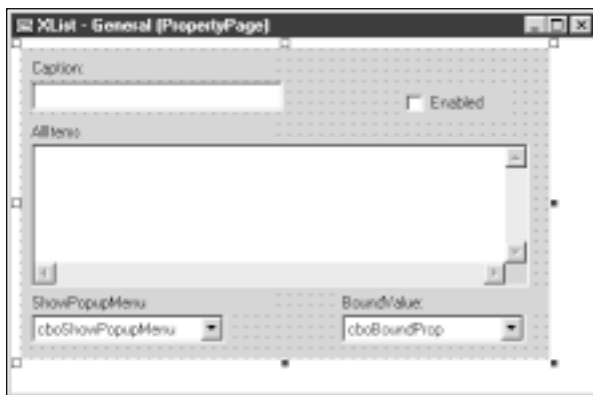 XList - General (PropertyPage)
Caption:
Enabled
AllItems
ShowPopupMenu
BoundValue:
cboShowPopupMenu
cboBoundProp